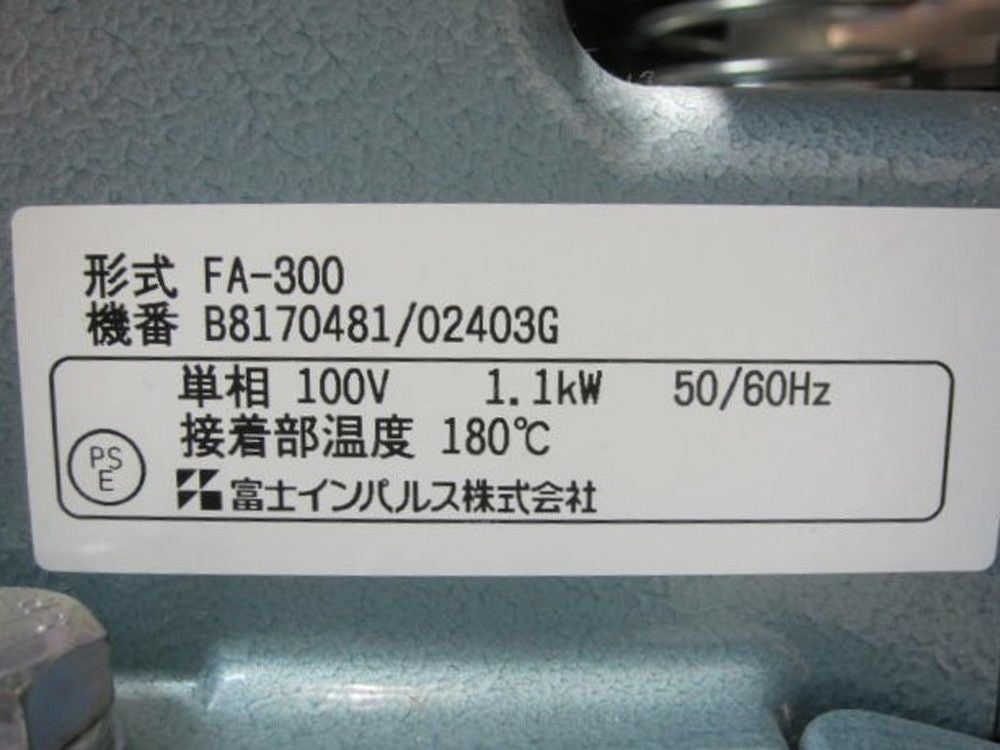 形式 FA-300
機番 B8170481/02403G
単相 100V 1.1kW 50/60Hz
接着部温度 180℃
PS
E
富士インパルス株式会社